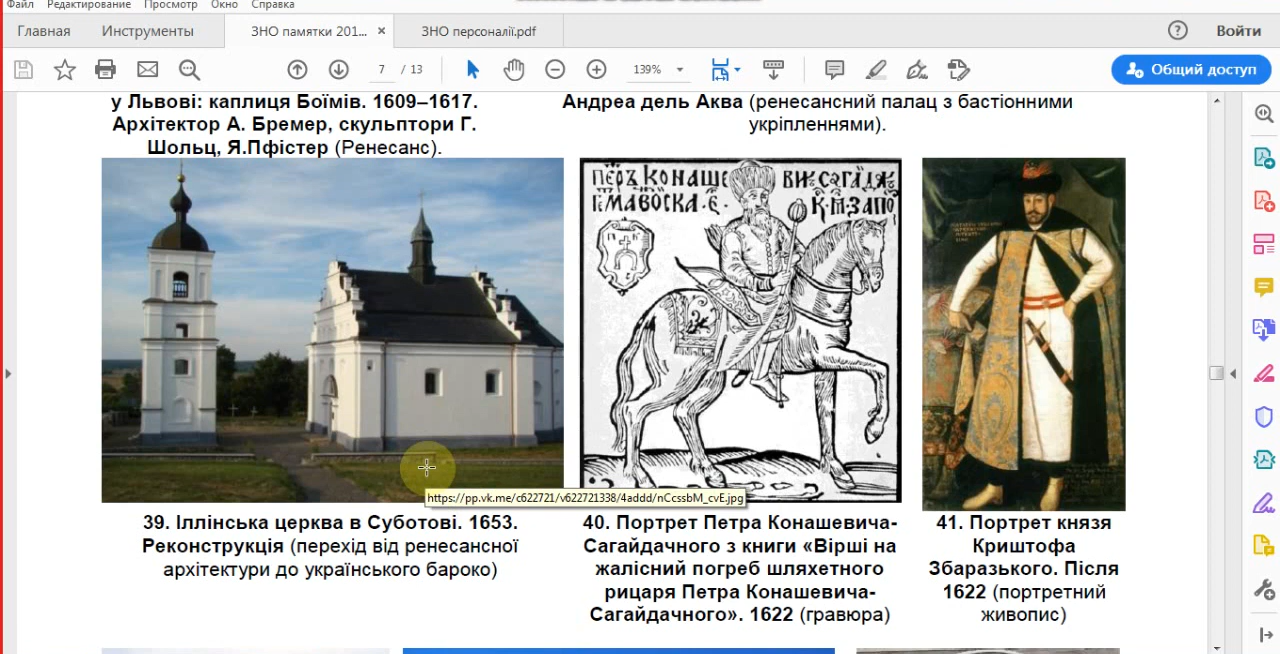 Файл Редактирование Просмотр Окно Справка
Главная Инструменты ЗНО памятки 201... × ЗНО персоналії.pdf Войти
7 / 13 139% Общий доступ
у Львові: каплиця Боїмів. 1609–1617.
Архітектор А. Бремер, скульптори Г.
Шольц, Я.Пфістер (Ренесанс).
Андреа дель Аква (ренесансний палац з бастіонними
укріпленнями).
39. Іллінська церква в Суботові. 1653.
Реконструкція (перехід від ренесансної
архітектури до українського бароко)
https://pp.vk.me/c622721/v622721338/4addd/nCcssbM_cvE.jpg
40. Портрет Петра Конашевича-
Сагайдачного з книги «Вірші на
жалісний погреб шляхетного
рицаря Петра Конашевича-
Сагайдачного». 1622 (гравюра)
41. Портрет князя
Криштофа
Збаразького. Після
1622 (портретний
живопис)